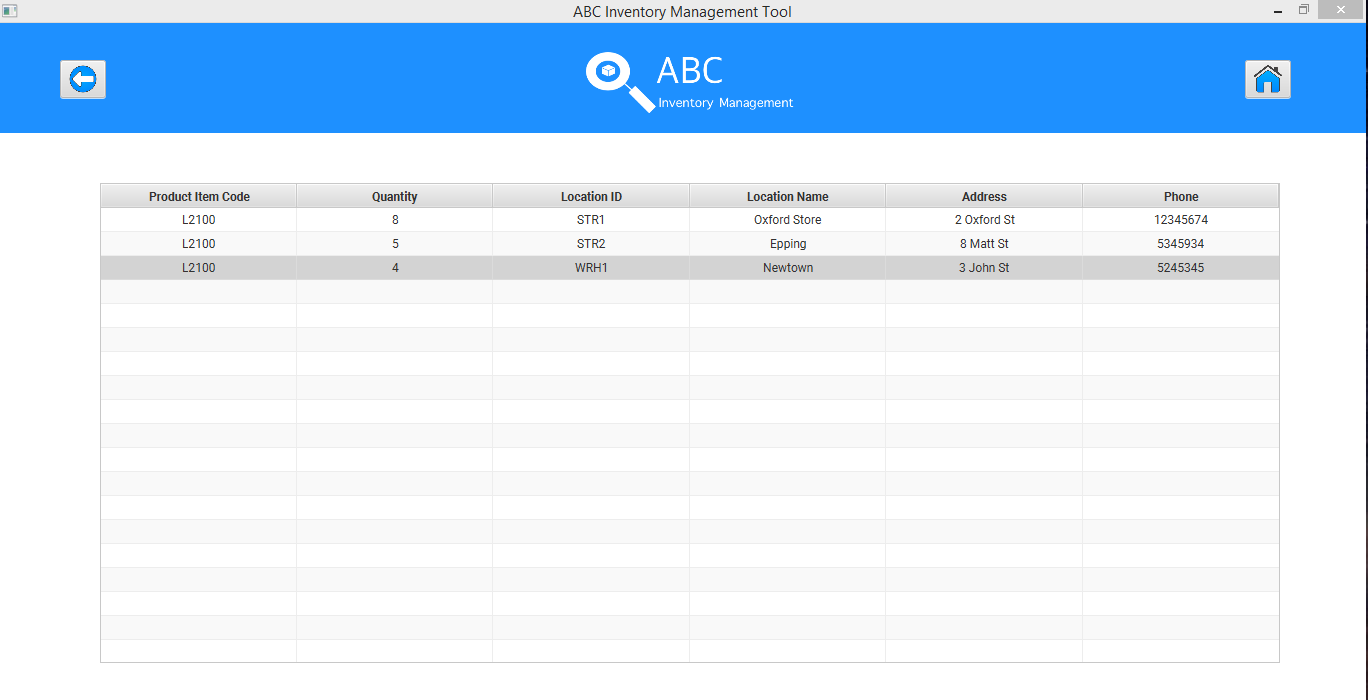 ABC Inventory Management Tool
ABC
Inventory Management
Product Item Code Quantity Location ID Location Name Address Phone
L2100 8 STR1 Oxford Store 2 Oxford St 12345674
L2100 5 STR2 Epping 8 Matt St 5345934
L2100 4 WRH1 Newtown 3 John St 5245345